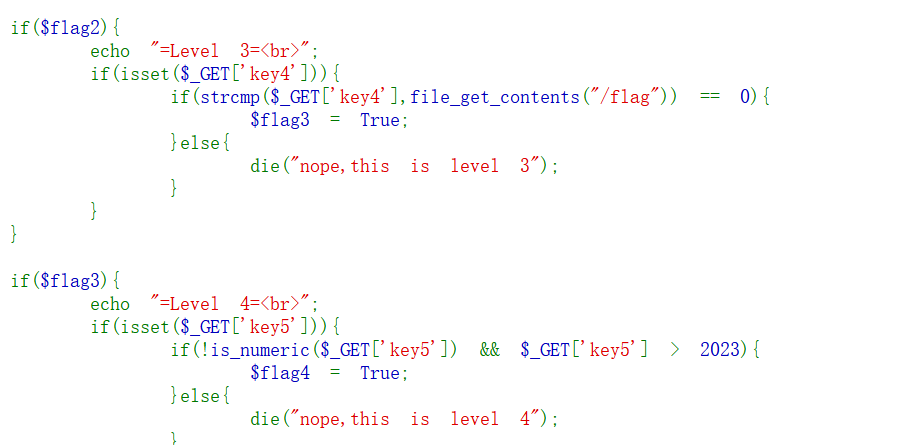 if($flag2){
echo "=Level 3=<br>";
if(isset($_GET['key4'])){
if(strcmp($_GET['key4'],file_get_contents("/flag")) == 0){
$flag3 = True;
}else{
die("nope,this is level 3");
}
}
}
if($flag3){
echo "=Level 4=<br>";
if(isset($_GET['key5'])){
if(!is_numeric($_GET['key5']) && $_GET['key5'] > 2023){
$flag4 = True;
}else{
die("nope,this is level 4");
}